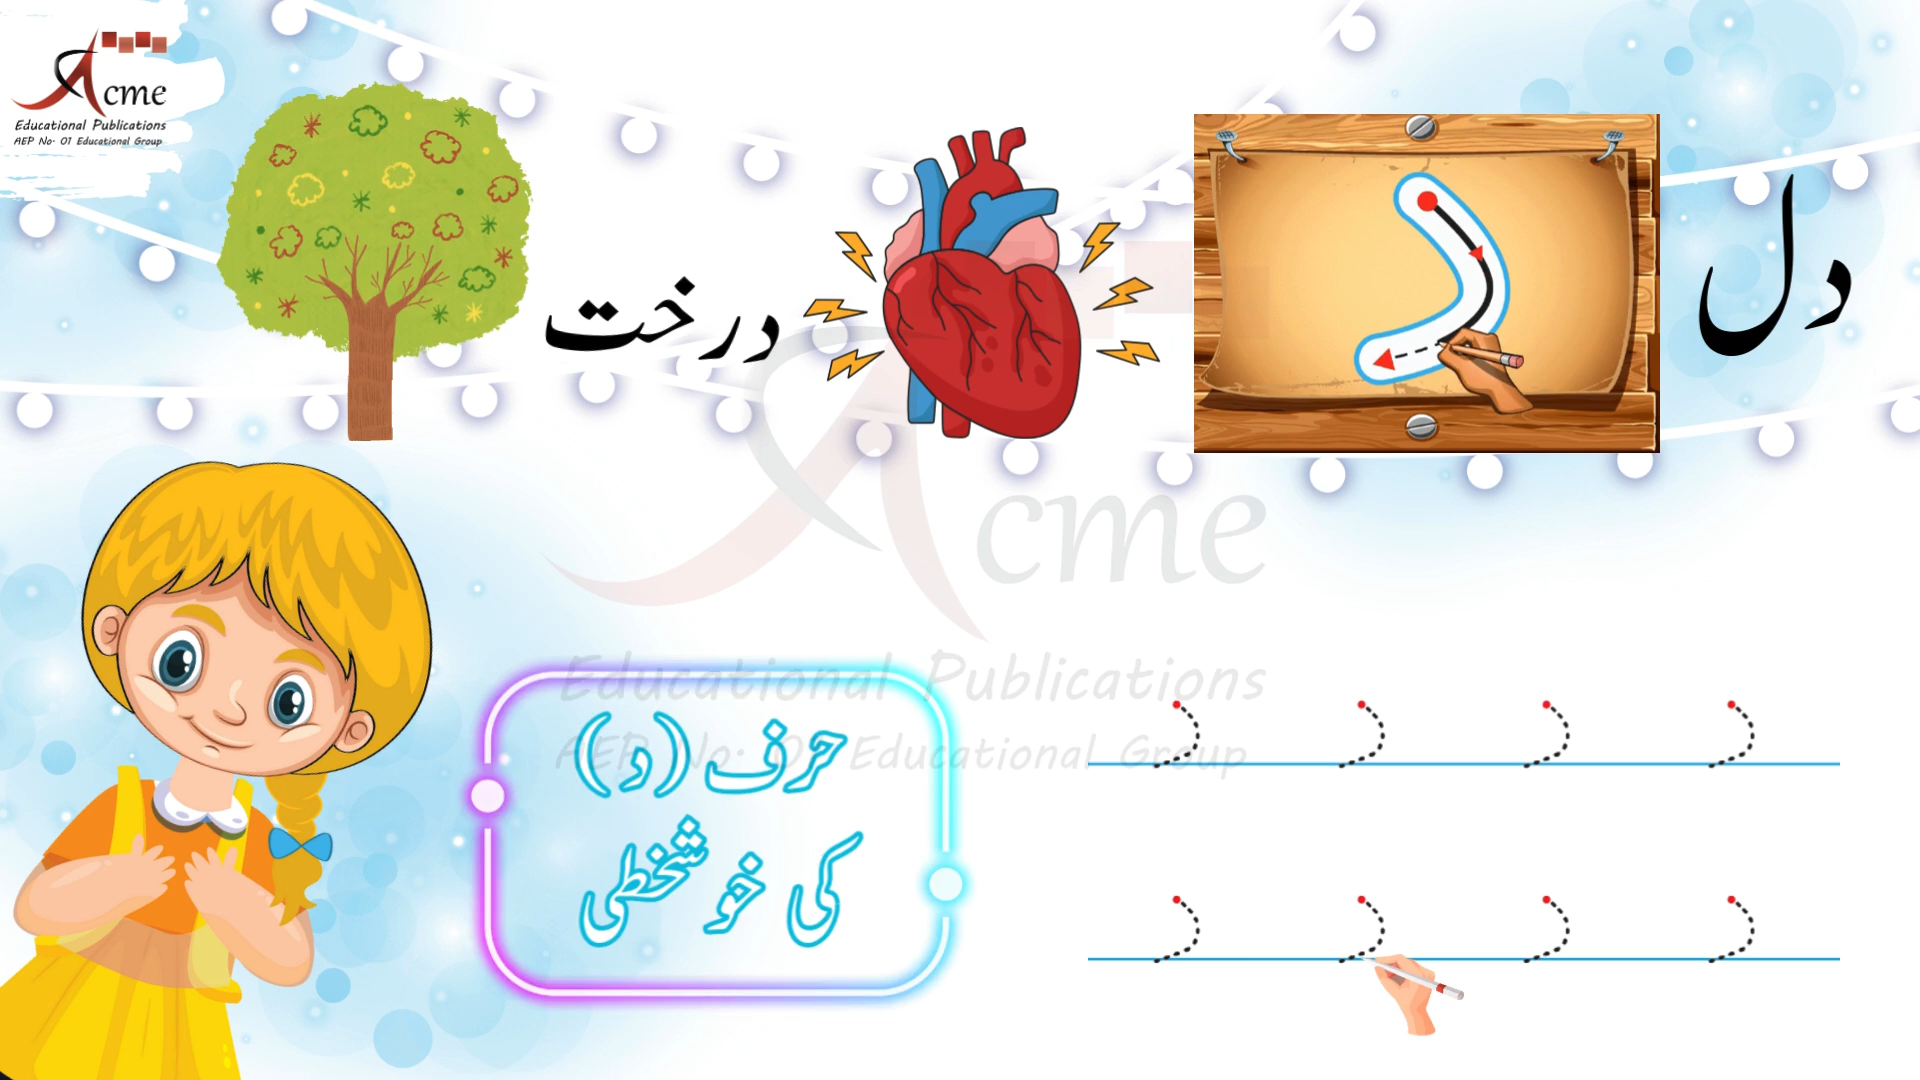 Acme
Educational Publications
AEP No. 01 Educational Group
دل
د
درخت
Acme
Educational Publications
AEP No. 01 Educational Group
حرف (د)
کی خوشخطی
د د د د
د د د د